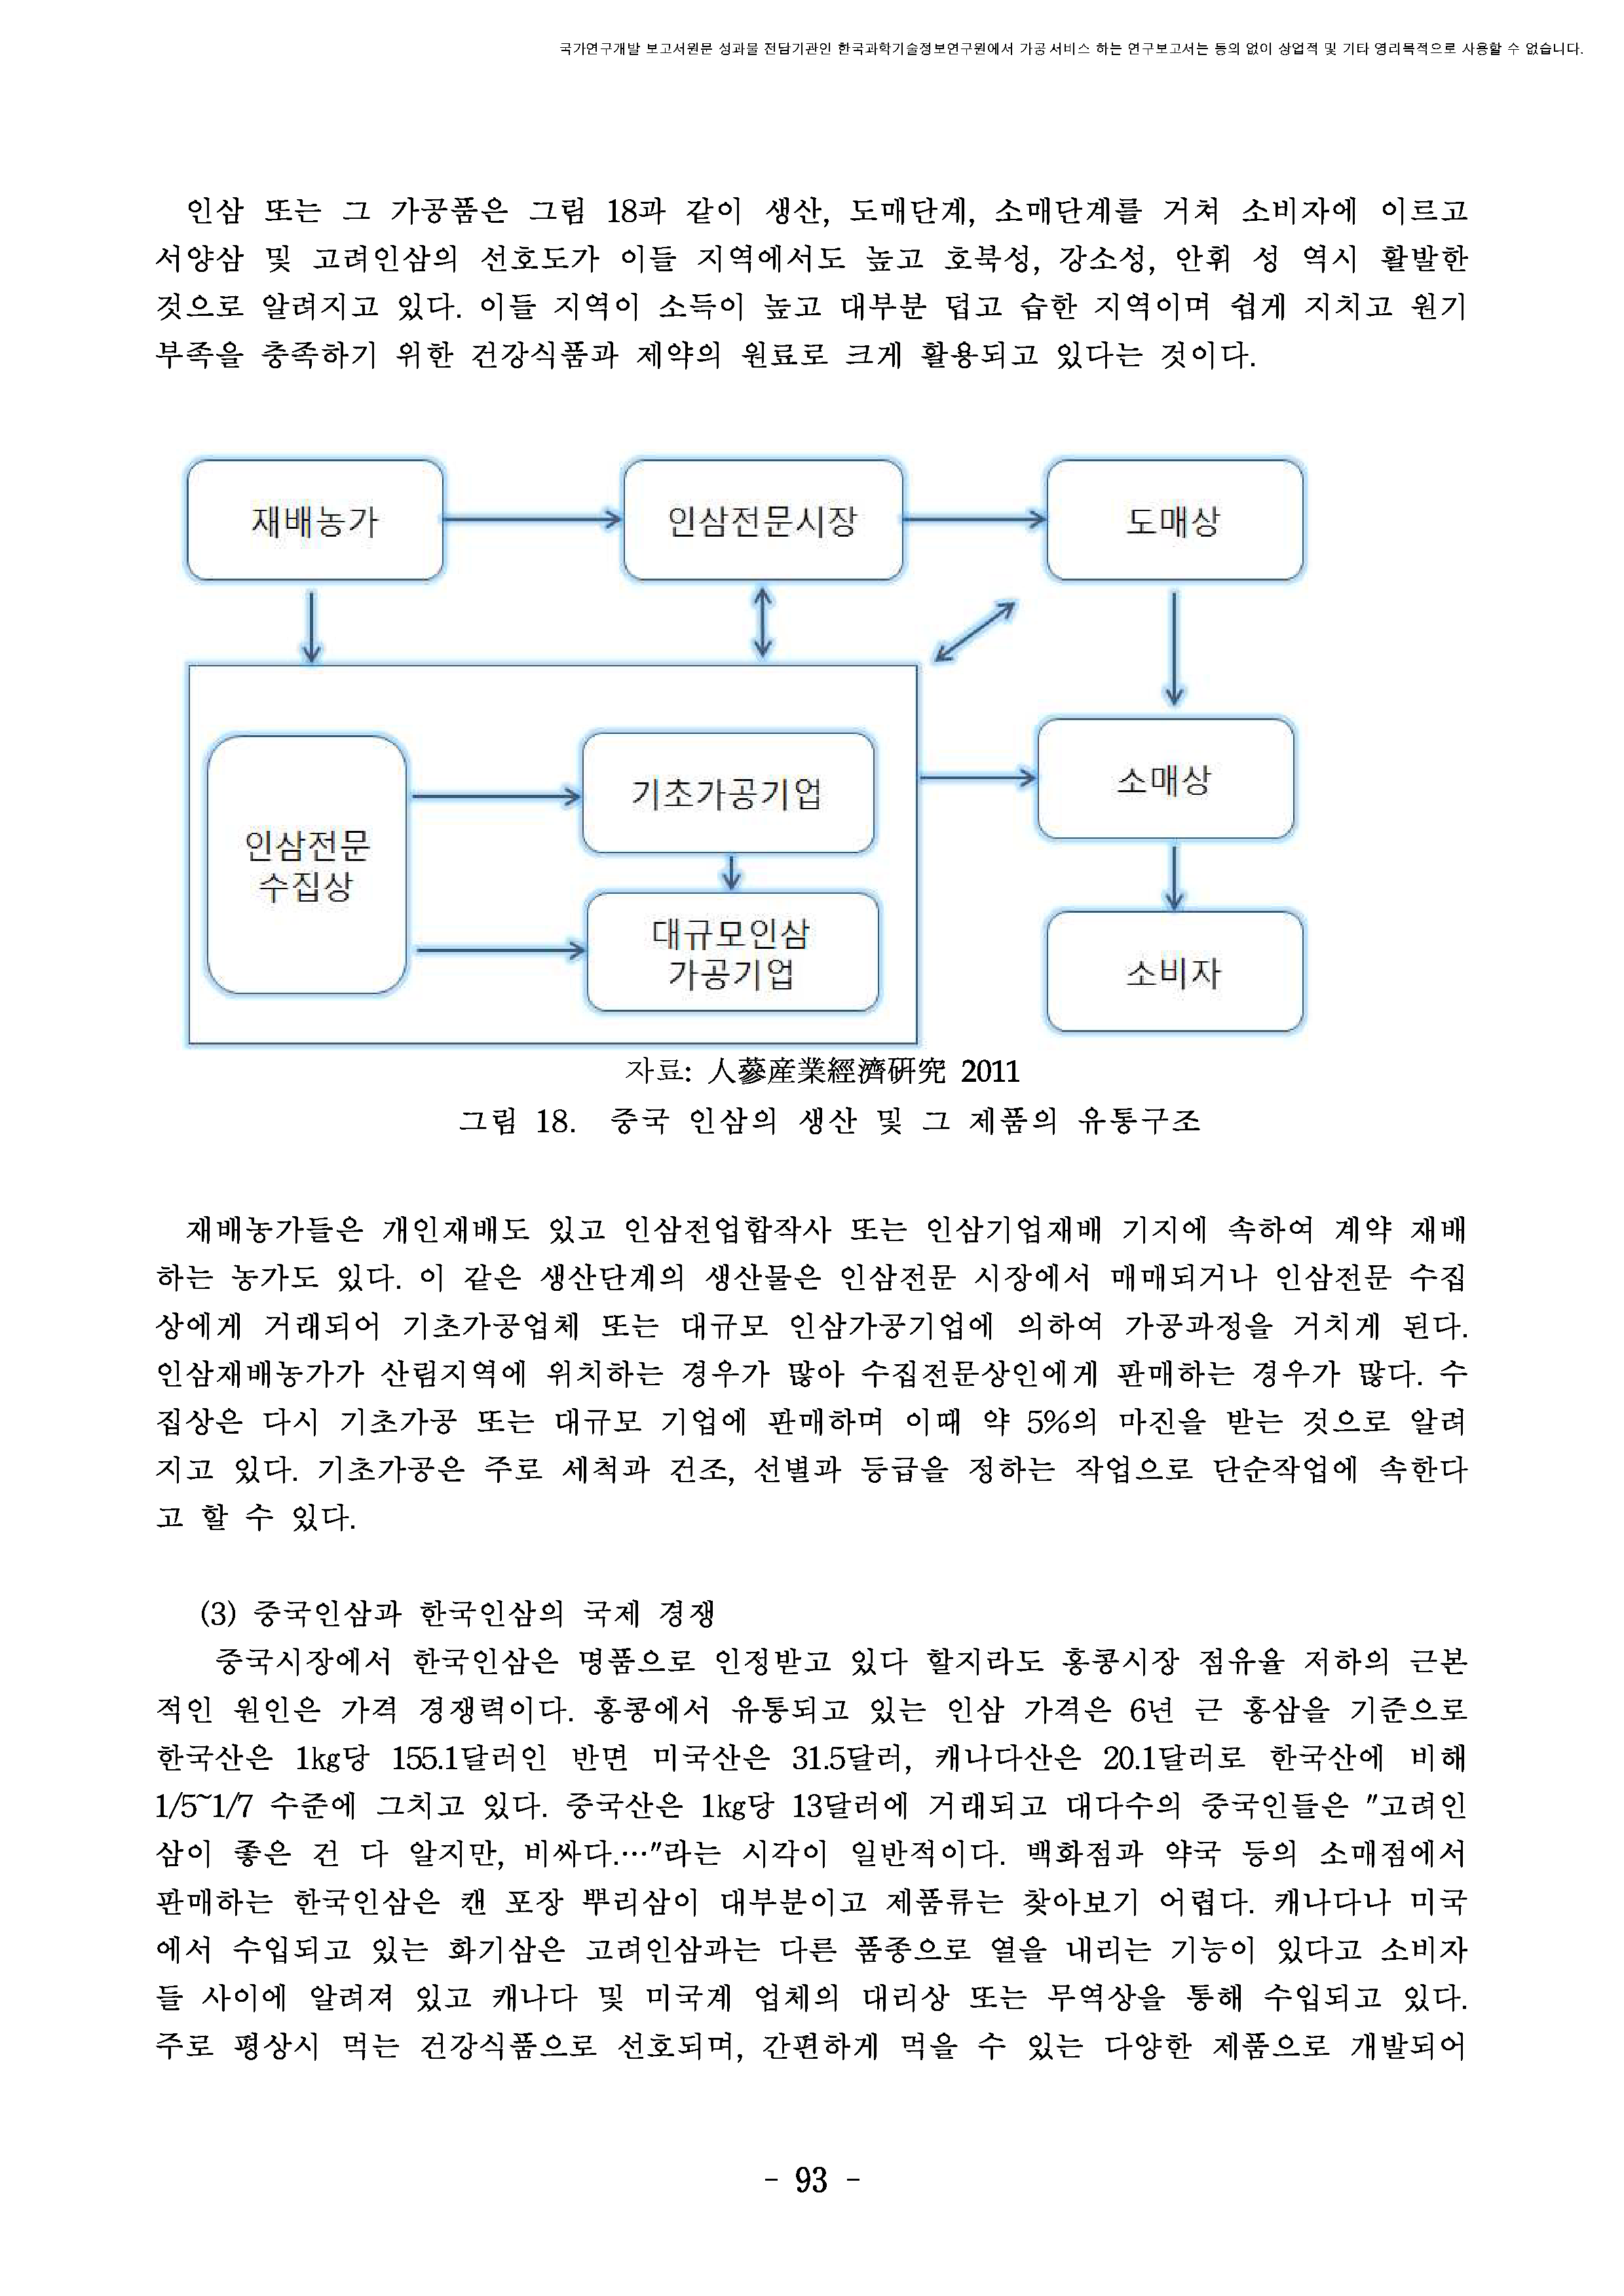 국가연구개발 보고서원문 성과물 전담기관인 한국과학기술정보연구원에서 가공·서비스 하는 연구보고서는 동의 없이 상업적 및 기타 영리목적으로 사용할 수 없습니다.
인삼 또는 그 가공품은 그림 18과 같이 생산, 도매단계, 소매단계를 거쳐 소비자에 이르고
서양삼 및 고려인삼의 선호도가 이들 지역에서도 높고 호북성, 강소성, 안휘 성 역시 활발한
것으로 알려지고 있다. 이들 지역이 소득이 높고 대부분 덥고 습한 지역이며 쉽게 지치고 원기
부족을 충족하기 위한 건강식품과 제약의 원료로 크게 활용되고 있다는 것이다.
재배농가
인삼전문시장
도매상
인삼전문
수집상
기초가공기업
대규모인삼
가공기업
소매상
소비자
자료: 人蔘産業經濟硏究 2011
그림 18. 중국 인삼의 생산 및 그 제품의 유통구조
재배농가들은 개인재배도 있고 인삼전업합작사 또는 인삼기업재배 기지에 속하여 계약 재배
하는 농가도 있다. 이 같은 생산단계의 생산물은 인삼전문 시장에서 매매되거나 인삼전문 수집
상에게 거래되어 기초가공업체 또는 대규모 인삼가공기업에 의하여 가공과정을 거치게 된다.
인삼재배농가가 산림지역에 위치하는 경우가 많아 수집전문상인에게 판매하는 경우가 많다. 수
집상은 다시 기초가공 또는 대규모 기업에 판매하며 이때 약 5%의 마진을 받는 것으로 알려
지고 있다. 기초가공은 주로 세척과 건조, 선별과 등급을 정하는 작업으로 단순작업에 속한다
고 할 수 있다.
(3) 중국인삼과 한국인삼의 국제 경쟁
중국시장에서 한국인삼은 명품으로 인정받고 있다 할지라도 홍콩시장 점유율 저하의 근본
적인 원인은 가격 경쟁력이다. 홍콩에서 유통되고 있는 인삼 가격은 6년 근 홍삼을 기준으로
한국산은 1kg당 155.1달러인 반면 미국산은 31.5달러, 캐나다산은 20.1달러로 한국산에 비해
1/5~1/7 수준에 그치고 있다. 중국산은 1kg당 13달러에 거래되고 대다수의 중국인들은 "고려인
삼이 좋은 건 다 알지만, 비싸다.…"라는 시각이 일반적이다. 백화점과 약국 등의 소매점에서
판매하는 한국인삼은 캔 포장 뿌리삼이 대부분이고 제품류는 찾아보기 어렵다. 캐나다나 미국
에서 수입되고 있는 화기삼은 고려인삼과는 다른 품종으로 열을 내리는 기능이 있다고 소비자
들 사이에 알려져 있고 캐나다 및 미국계 업체의 대리상 또는 무역상을 통해 수입되고 있다.
주로 평상시 먹는 건강식품으로 선호되며, 간편하게 먹을 수 있는 다양한 제품으로 개발되어
- 93 -